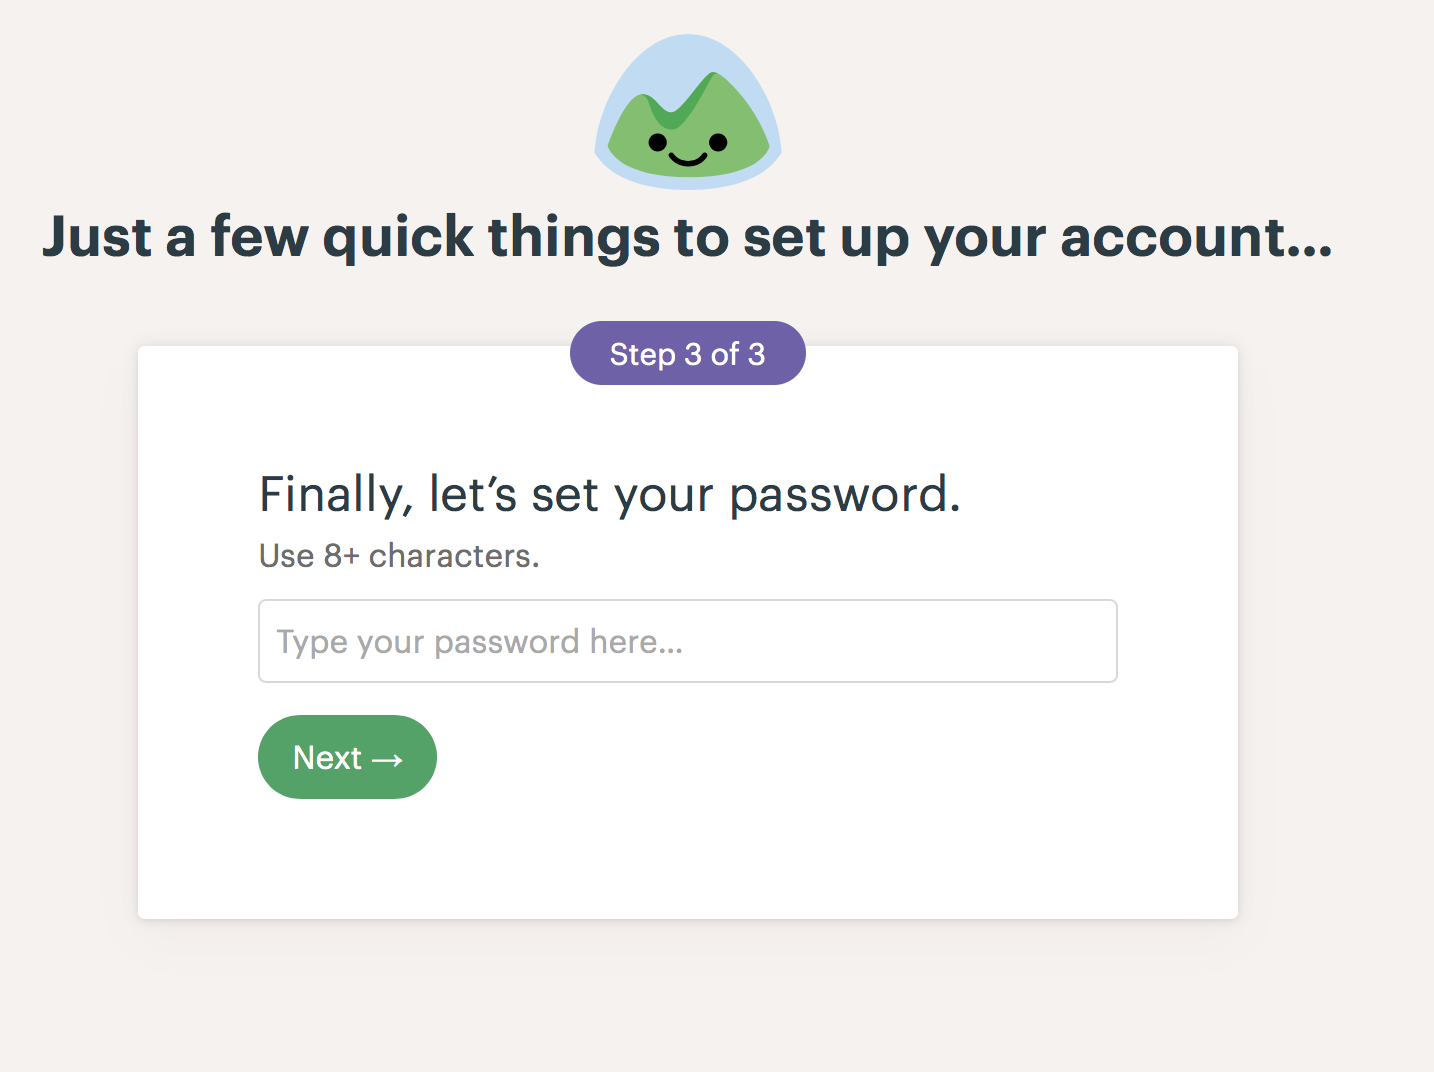 Just a few quick things to set up your account...
Step 3 of 3
Finally, let’s set your password.
Use 8+ characters.
Type your password here...
Next →